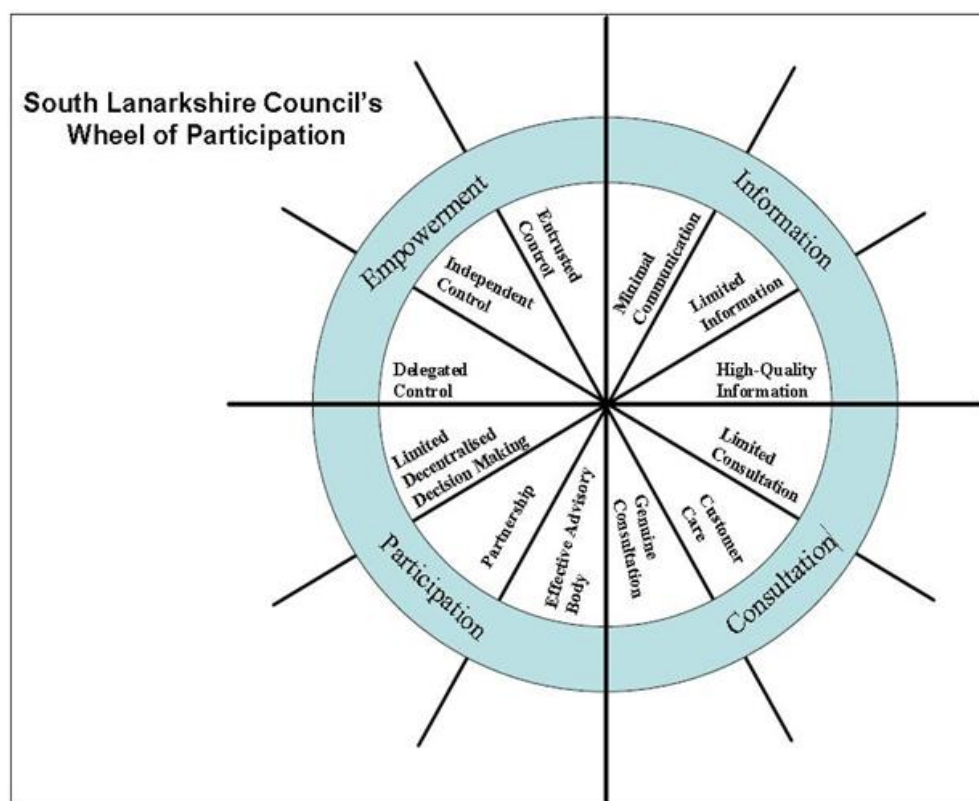 South Lanarkshire Council's
Wheel of Participation
Information
Minimal
Communication
Limited
Information
High-Quality
Information
Consultation
Limited
Consultation
Customer
Care
Genuine
Consultation
Participation
Effective Advisory
Body
Partnership
Limited
Decentralised
Decision Making
Empowerment
Delegated
Control
Independent
Control
Entrusted
Control